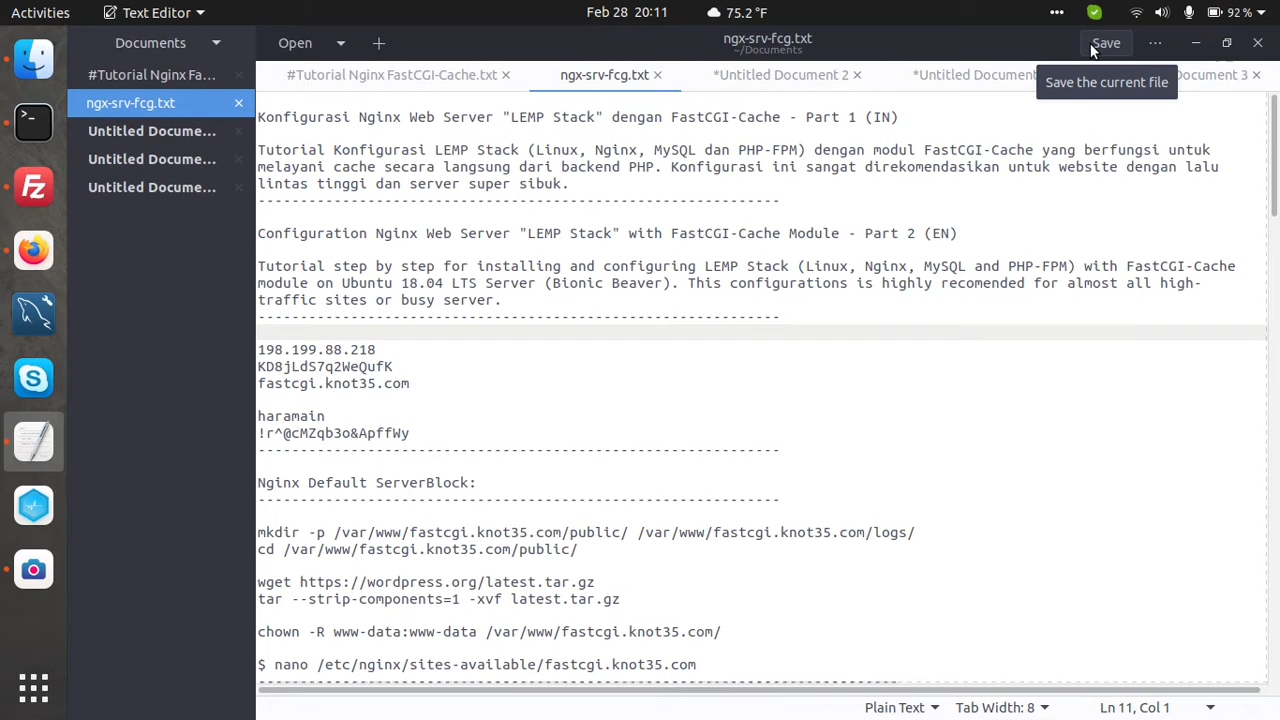 Activities
Text Editor
Feb 28 20:11
75.2 °F
92 %
Documents
Open
ngx-srv-fcg.txt
~/Documents
Save
#Tutorial Nginx Fa...
ngx-srv-fcg.txt
Untitled Docume...
Untitled Docume...
Untitled Docume...
#Tutorial Nginx FastCGI-Cache.txt
ngx-srv-fcg.txt
*Untitled Document 2
*Untitled Document
Document 3
Save the current file
Konfigurasi Nginx Web Server "LEMP Stack" dengan FastCGI-Cache - Part 1 (IN)
Tutorial Konfigurasi LEMP Stack (Linux, Nginx, MySQL dan PHP-FPM) dengan modul FastCGI-Cache yang berfungsi untuk
melayani cache secara langsung dari backend PHP. Konfigurasi ini sangat direkomendasikan untuk website dengan lalu
lintas tinggi dan server super sibuk.
--------------------------------------------------------------
Configuration Nginx Web Server "LEMP Stack" with FastCGI-Cache Module - Part 2 (EN)
Tutorial step by step for installing and configuring LEMP Stack (Linux, Nginx, MySQL and PHP-FPM) with FastCGI-Cache
module on Ubuntu 18.04 LTS Server (Bionic Beaver). This configurations is highly recomended for almost all high-
traffic sites or busy server.
--------------------------------------------------------------
198.199.88.218
KD8jLdS7q2WeQufK
fastcgi.knot35.com
haramain
!r^@cMZqb3o&ApffWy
--------------------------------------------------------------
Nginx Default ServerBlock:
--------------------------------------------------------------
mkdir -p /var/www/fastcgi.knot35.com/public/ /var/www/fastcgi.knot35.com/logs/
cd /var/www/fastcgi.knot35.com/public/
wget https://wordpress.org/latest.tar.gz
tar --strip-components=1 -xvf latest.tar.gz
chown -R www-data:www-data /var/www/fastcgi.knot35.com/
$ nano /etc/nginx/sites-available/fastcgi.knot35.com
Plain Text
Tab Width: 8
Ln 11, Col 1